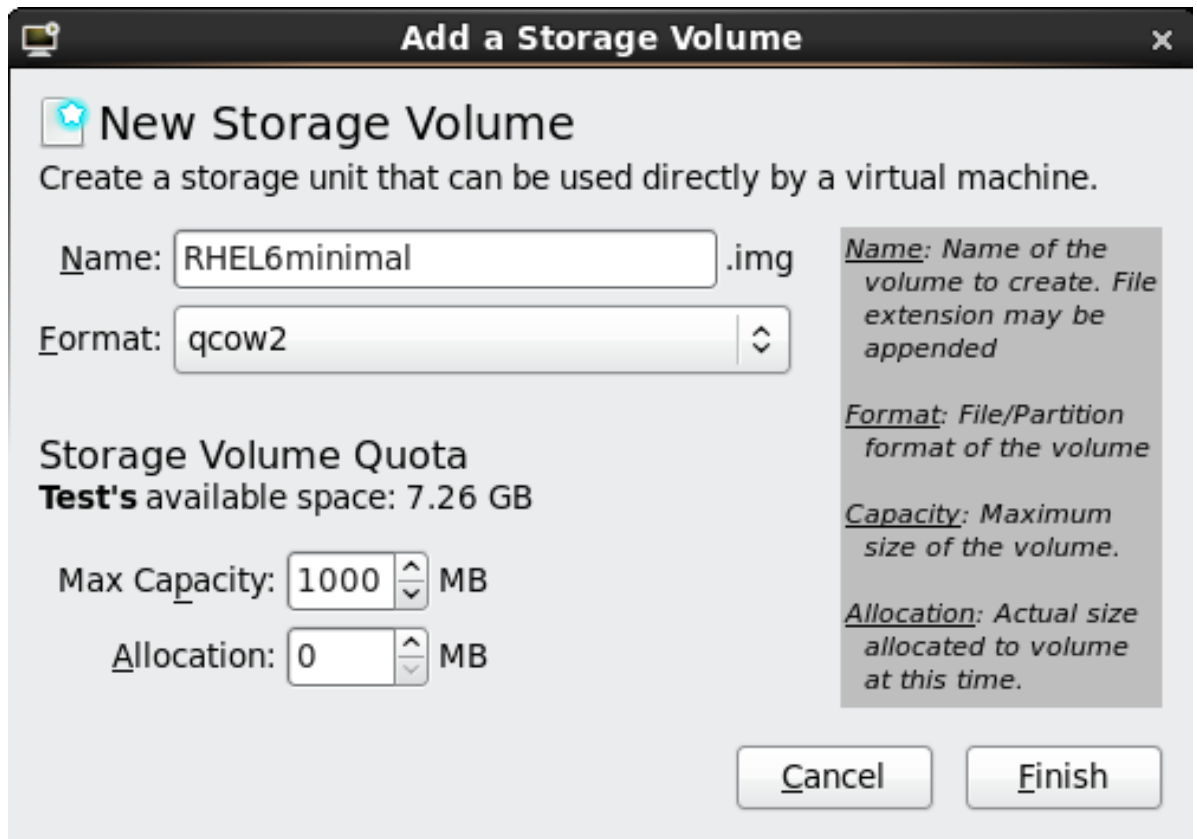 Add a Storage Volume
New Storage Volume
Create a storage unit that can be used directly by a virtual machine.
Name: RHEL6minimal .img
Format: qcow2
Storage Volume Quota
Test's available space: 7.26 GB
Max Capacity: 1000 MB
Allocation: 0 MB
Name: Name of the
volume to create. File
extension may be
appended
Format: File/Partition
format of the volume
Capacity: Maximum
size of the volume.
Allocation: Actual size
allocated to volume
at this time.
Cancel
Finish